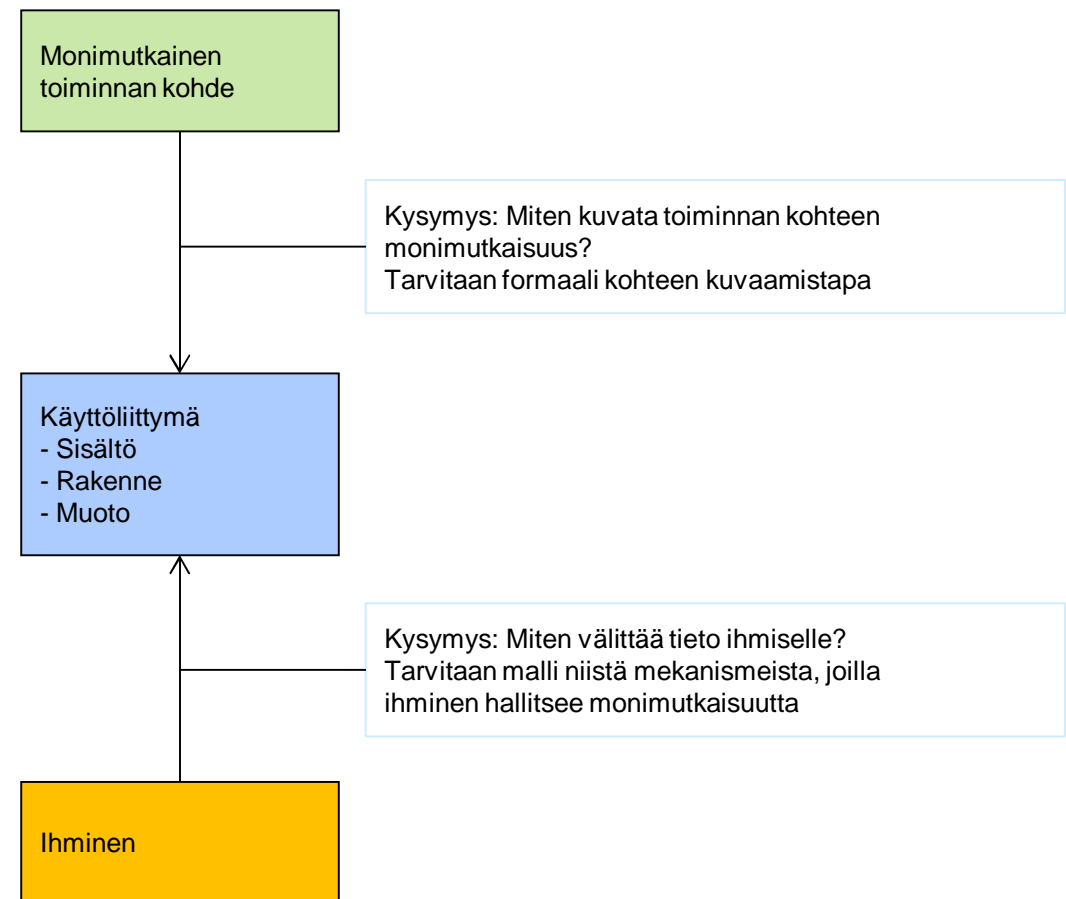 Monimutkainen
toiminnan kohde
Kysymys: Miten kuvata toiminnan kohteen
monimutkaisuus?
Tarvitaan formaali kohteen kuvaamistapa
Käyttöliittymä
- Sisältö
- Rakenne
- Muoto
Kysymys: Miten välittää tieto ihmiselle?
Tarvitaan malli niistä mekanismeista, joilla
ihminen hallitsee monimutkaisuutta
Ihminen